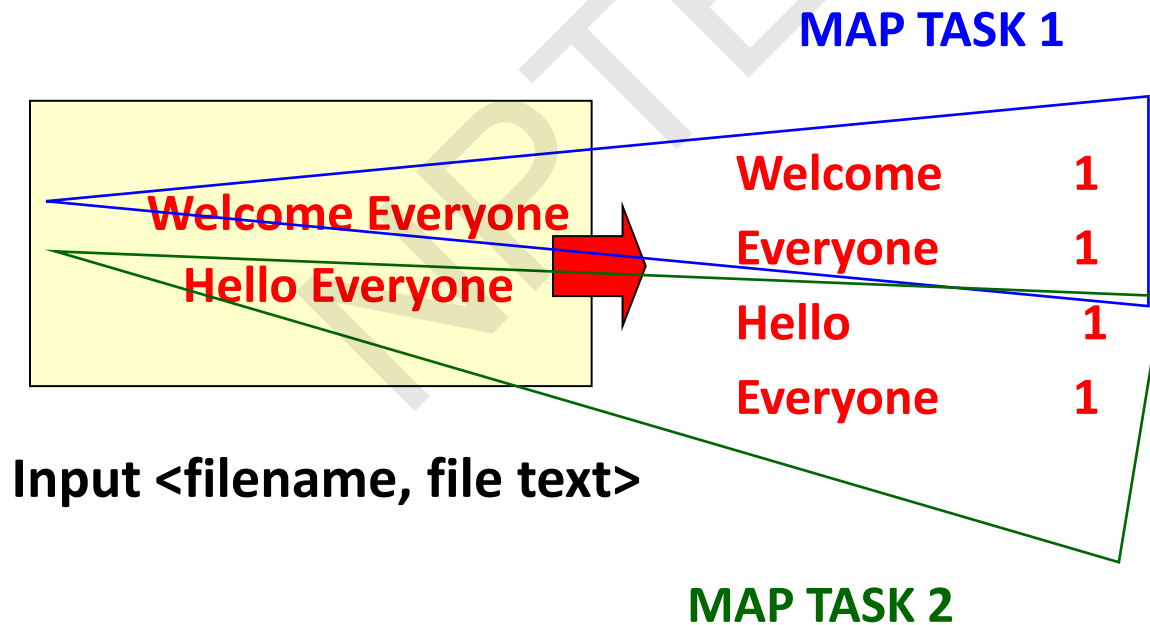 MAP TASK 1
Welcome Everyone
Hello Everyone
Welcome 1
Everyone 1
Hello 1
Everyone 1
Input <filename, file text>
MAP TASK 2
NPTE